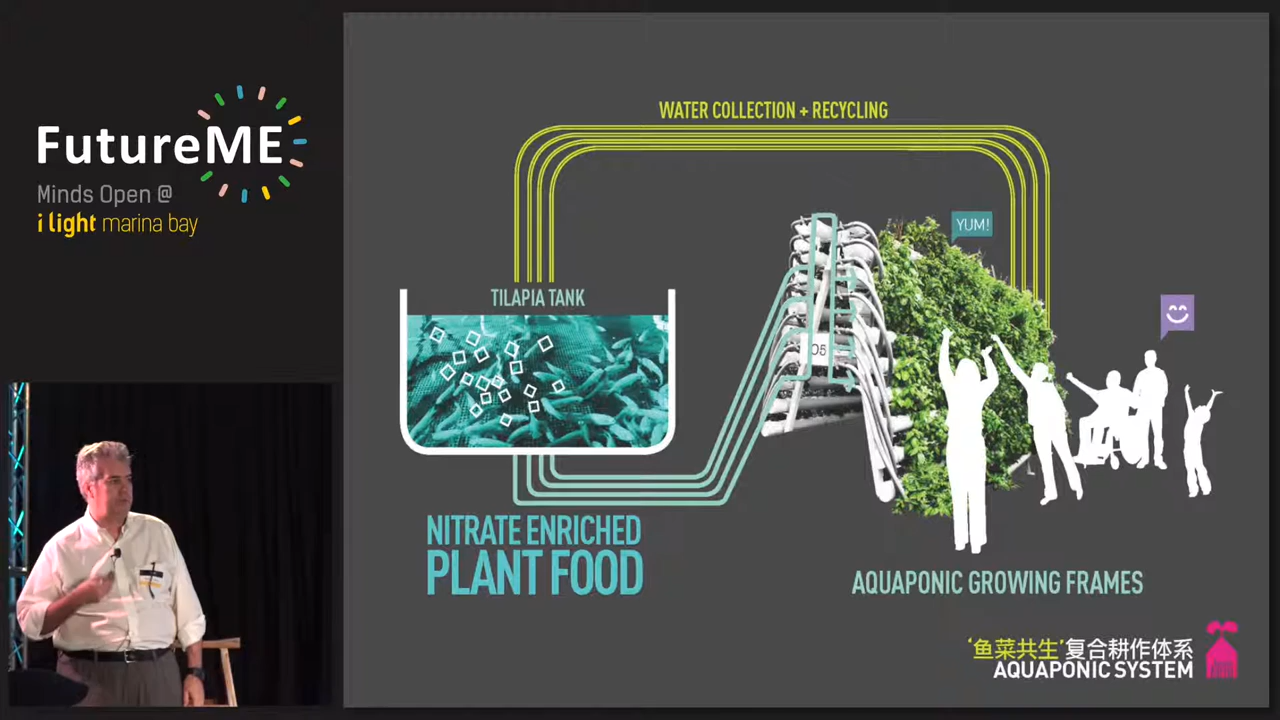 FutureME
Minds Open @
i light marina bay
WATER COLLECTION + RECYCLING
YUM!
TILAPIA TANK
05
NITRATE ENRICHED
PLANT FOOD
AQUAPONIC GROWING FRAMES
‘鱼菜共生’复合耕作体系
AQUAPONIC SYSTEM